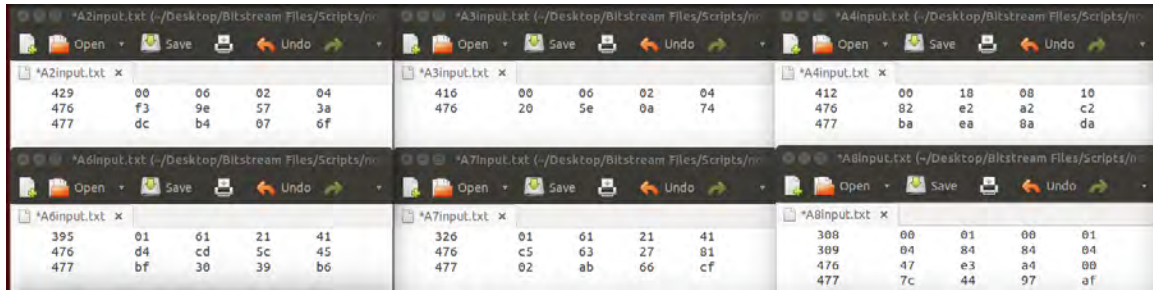 *A2input.txt (~/Desktop/Bitstream Files/Scripts/no
Open Save Undo
*A2input.txt ×
429 00 06 02 04
476 f3 9e 57 3a
477 dc b4 07 6f
*A3input.txt (~/Desktop/Bitstream Files/Scripts/no
Open Save Undo
*A3input.txt ×
416 00 06 02 04
476 20 5e 0a 74
*A4input.txt (~/Desktop/Bitstream Files/Scripts/no
Open Save Undo
*A4input.txt ×
412 00 18 08 10
476 82 e2 a2 c2
477 ba ea 8a da
*A6input.txt (~/Desktop/Bitstream Files/Scripts/no
Open Save Undo
*A6input.txt ×
395 01 61 21 41
476 d4 cd 5c 45
477 bf 30 39 b6
*A7input.txt (~/Desktop/Bitstream Files/Scripts/no
Open Save Undo
*A7input.txt ×
326 01 61 21 41
476 c5 63 27 81
477 02 ab 66 cf
*A8input.txt (~/Desktop/Bitstream Files/Scripts/n
Open Save Undo
*A8input.txt ×
308 00 01 00 01
309 04 84 84 04
476 47 e3 a4 00
477 7c 44 97 af